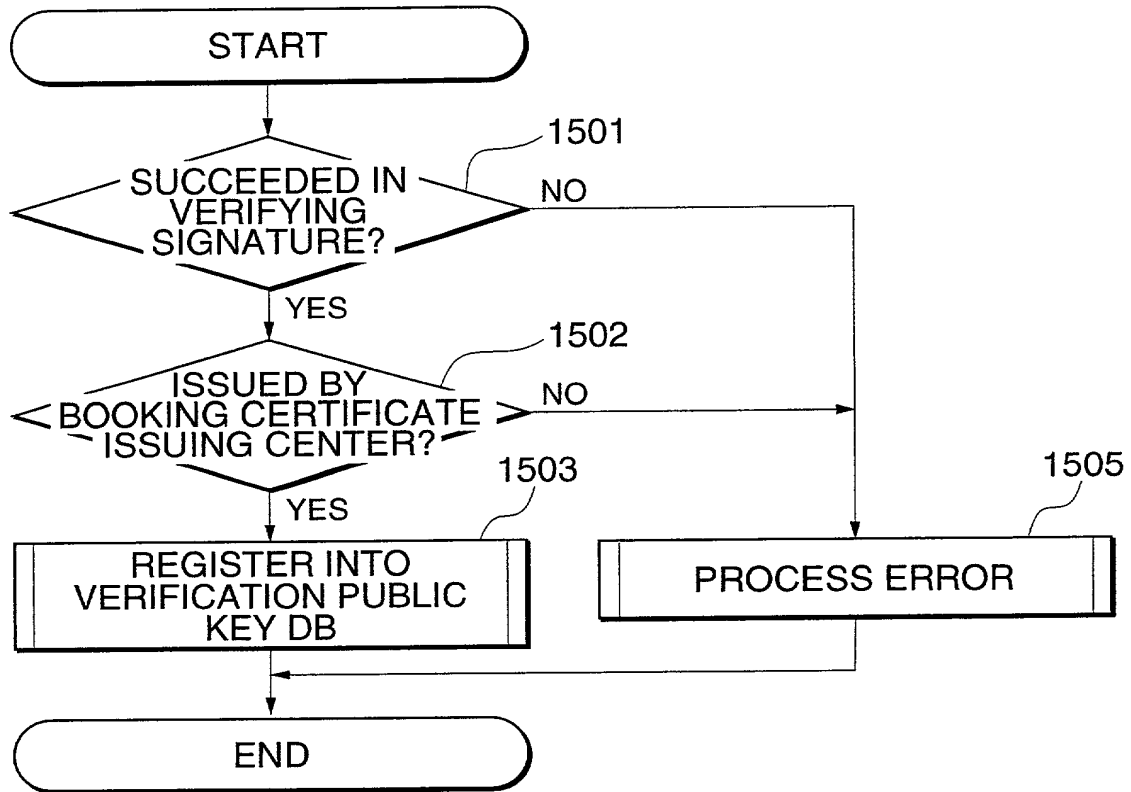 START
1501
SUCCEEDED IN
VERIFYING
SIGNATURE?
NO
YES
1502
ISSUED BY
BOOKING CERTIFICATE
ISSUING CENTER?
NO
YES
1503
REGISTER INTO
VERIFICATION PUBLIC
KEY DB
1505
PROCESS ERROR
END